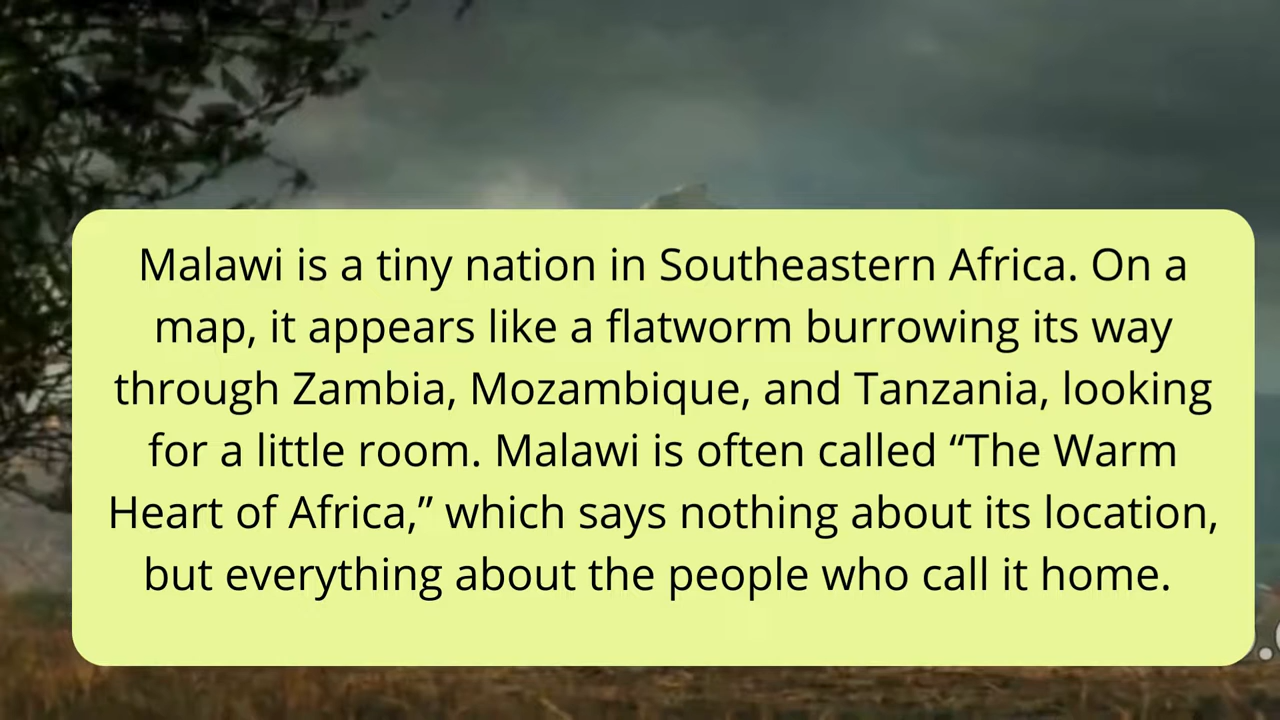 Malawi is a tiny nation in Southeastern Africa. On a
map, it appears like a flatworm burrowing its way
through Zambia, Mozambique, and Tanzania, looking
for a little room. Malawi is often called “The Warm
Heart of Africa,” which says nothing about its location,
but everything about the people who call it home.